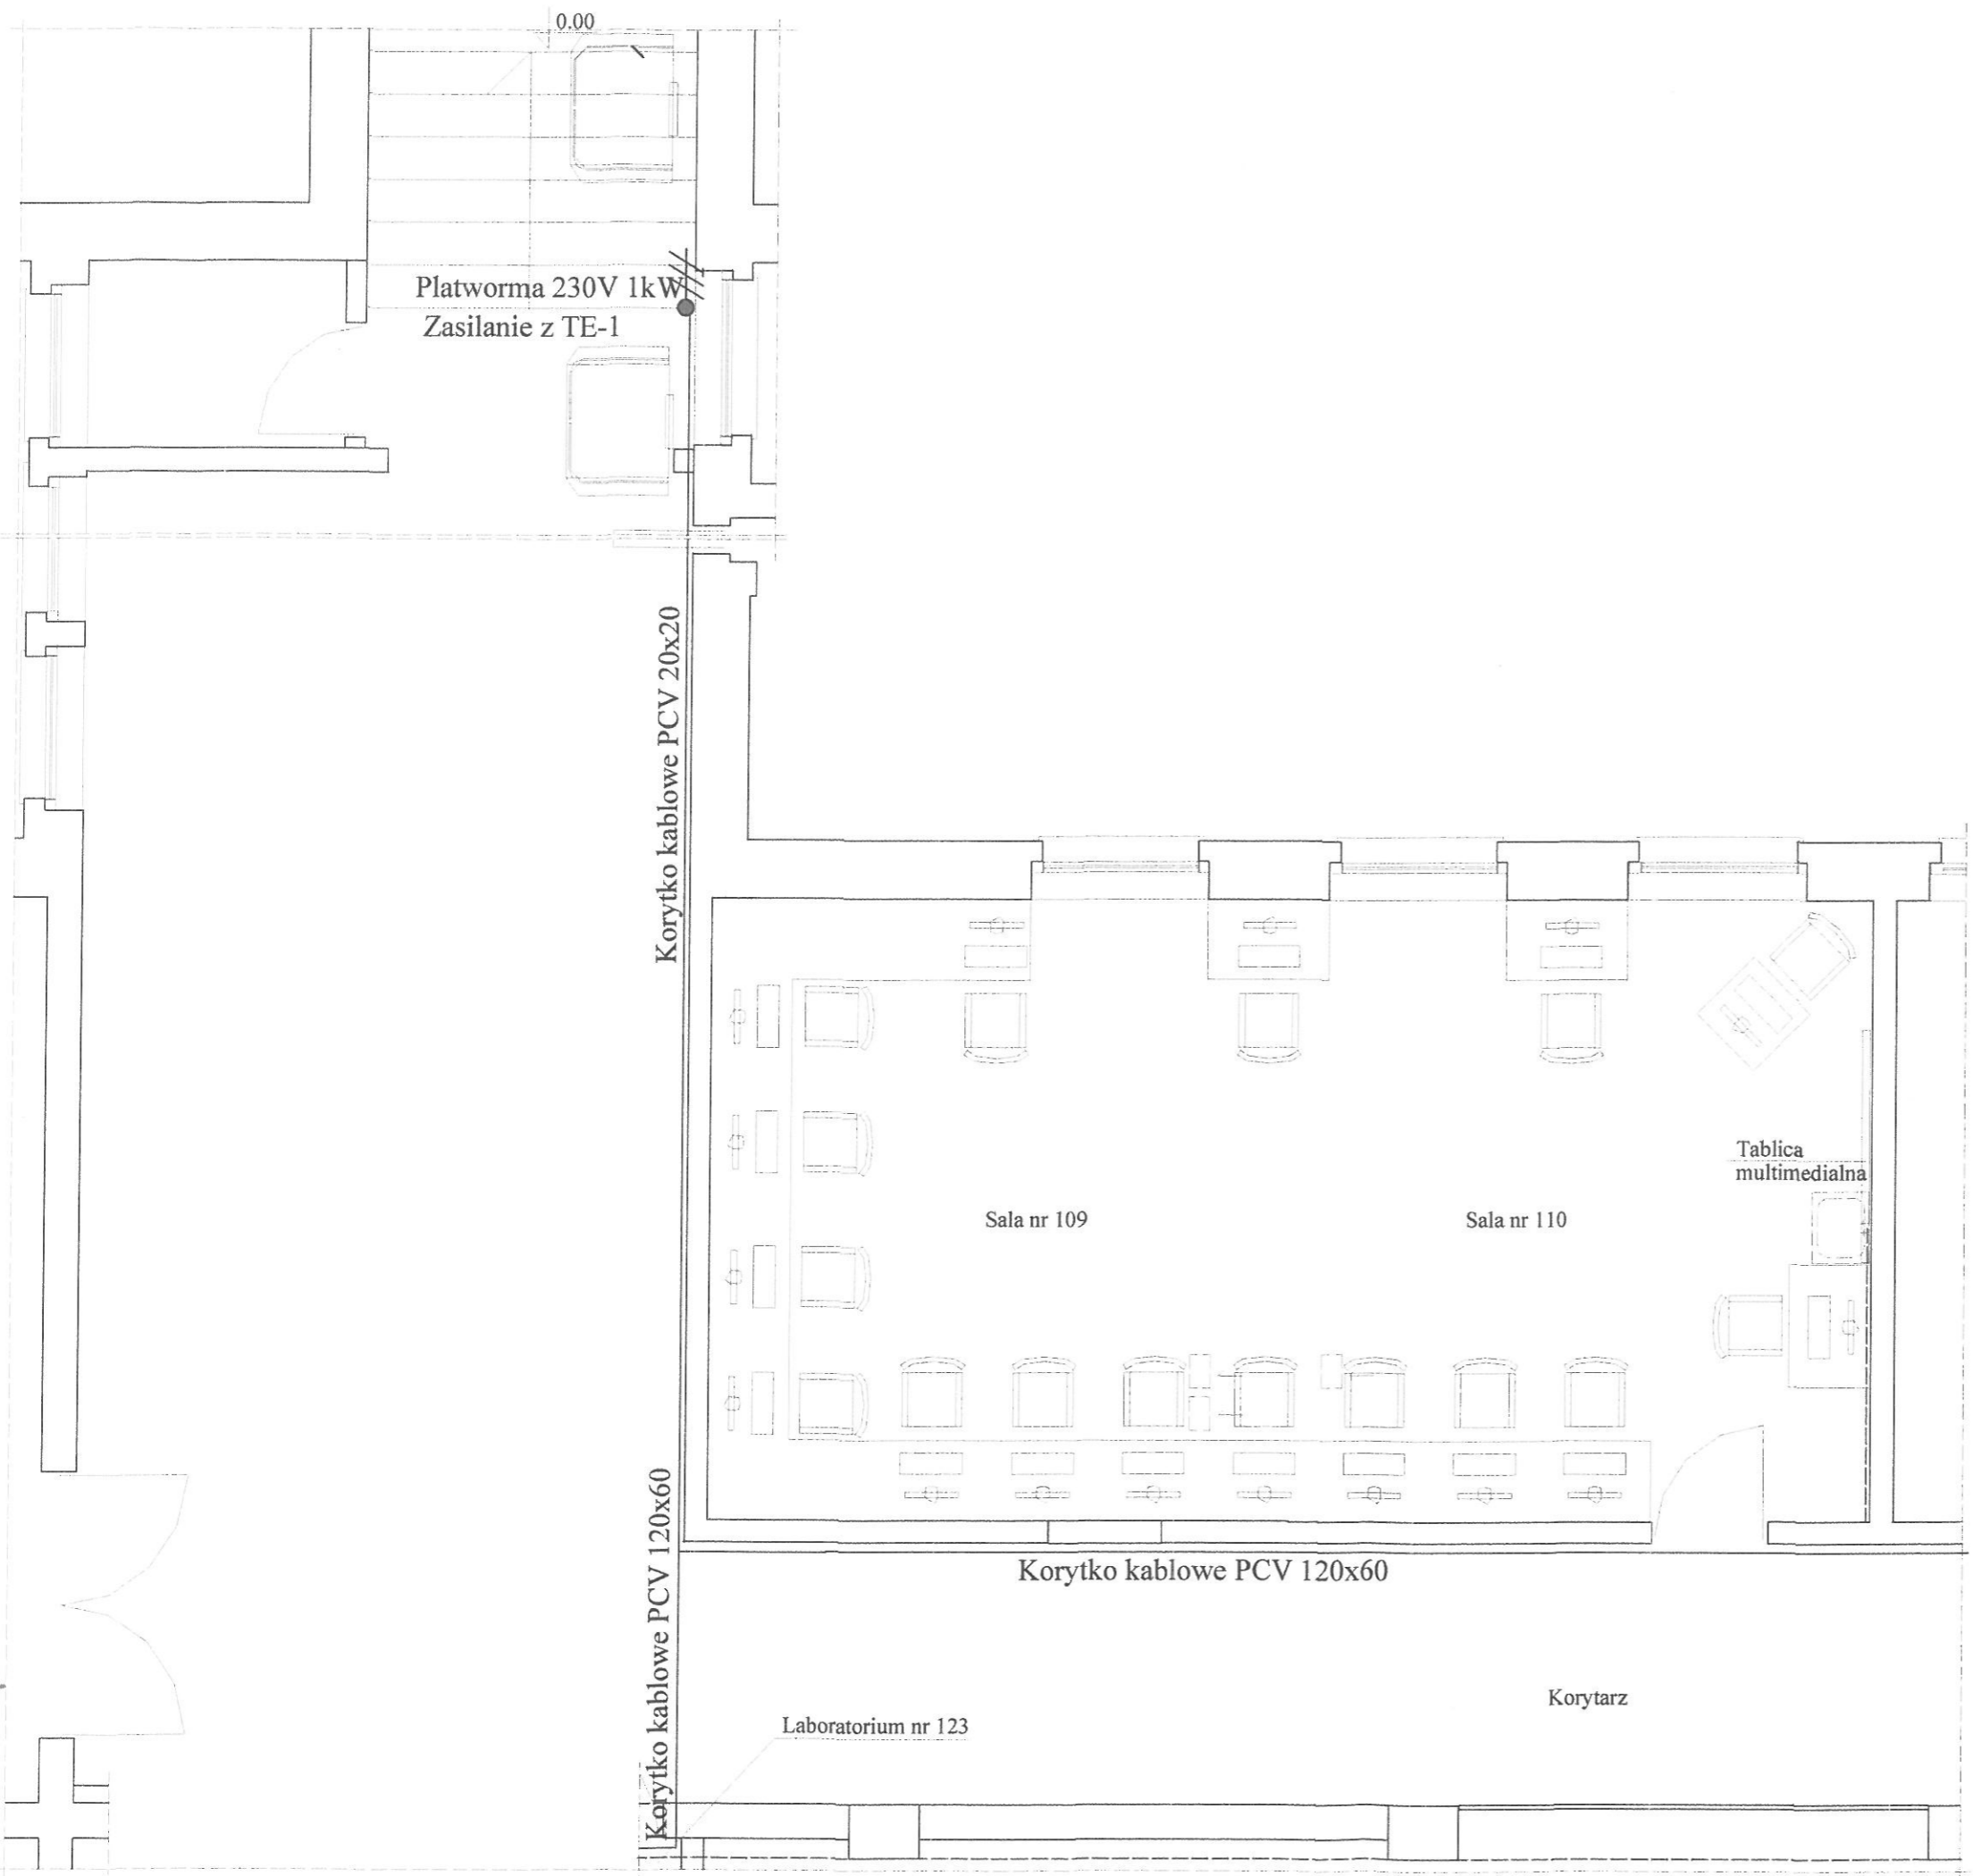 0.00
Platworma 230V 1kW
Zasilanie z TE-1
Korytko kablowe PCV 20x20
Tablica
multimedialna
Sala nr 109
Sala nr 110
Korytko kablowe PCV 120x60
Korytko kablowe PCV 120x60
Korytarz
Laboratorium nr 123